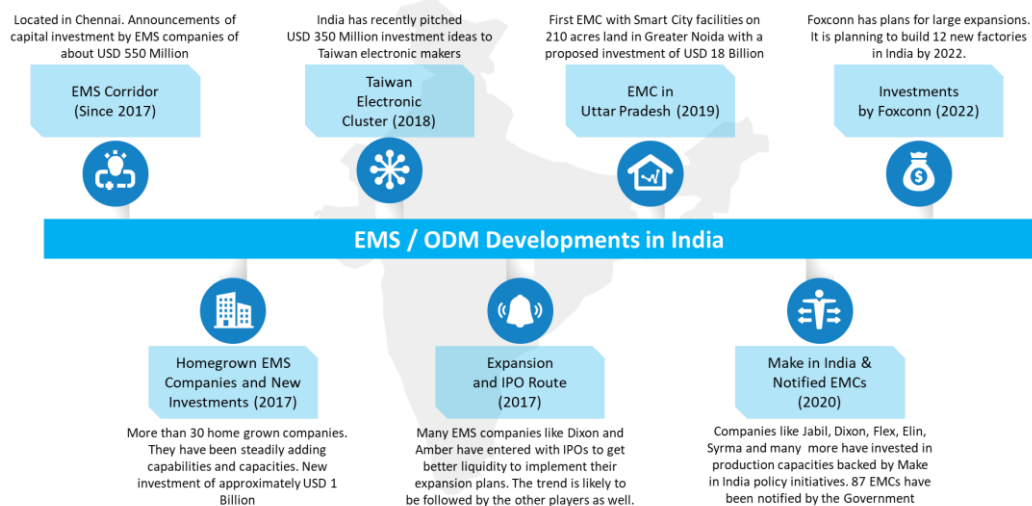 Located in Chennai. Announcements of
capital investment by EMS companies of
about USD 550 Million
EMS Corridor
(Since 2017)
India has recently pitched
USD 350 Million investment ideas to
Taiwan electronic makers
Taiwan
Electronic
Cluster (2018)
First EMC with Smart City facilities on
210 acres land in Greater Noida with a
proposed investment of USD 18 Billion
EMC in
Uttar Pradesh (2019)
Foxconn has plans for large expansions.
It is planning to build 12 new factories
in India by 2022.
Investments
by Foxconn (2022)
EMS / ODM Developments in India
Homegrown EMS
Companies and New
Investments (2017)
More than 30 home grown companies.
They have been steadily adding
capabilities and capacities. New
investment of approximately USD 1
Billion
Expansion
and IPO Route
(2017)
Many EMS companies like Dixon and
Amber have entered with IPOs to get
better liquidity to implement their
expansion plans. The trend is likely to
be followed by the other players as well.
Make in India &
Notified EMCs
(2020)
Companies like Jabil, Dixon, Flex, Elin,
Syrma and many  more have invested in
production capacities backed by Make
in India policy initiatives. 87 EMCs have
been notified by the Government